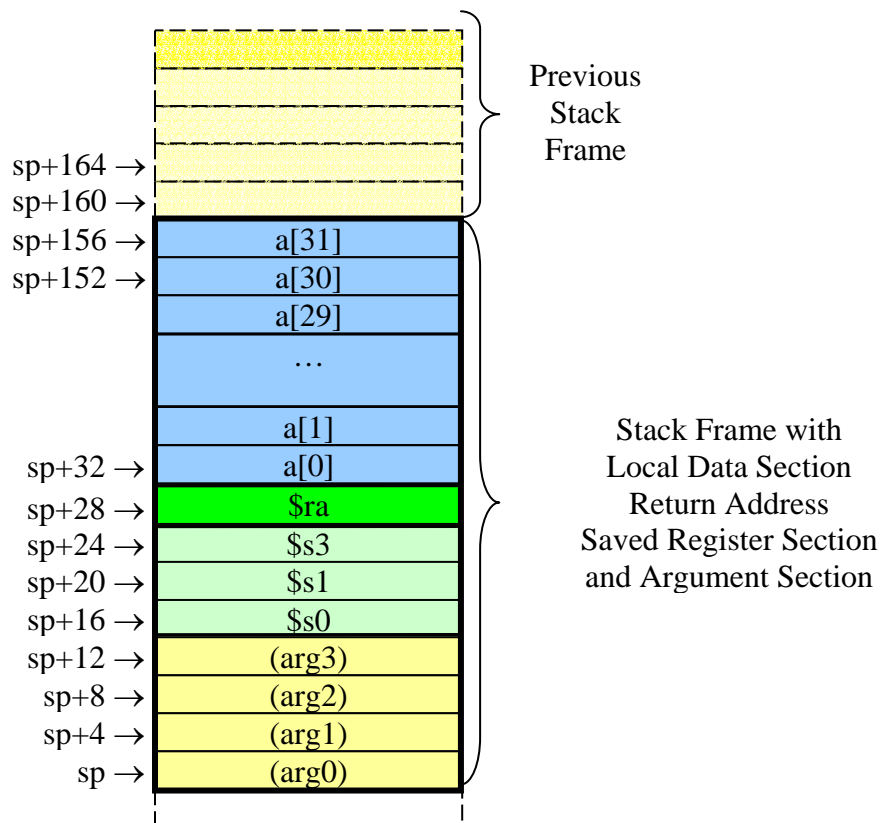 Previous
Stack
Frame
sp+164 →
sp+160 →
sp+156 → a[31]
sp+152 → a[30]
a[29]
…
a[1]
sp+32 → a[0]
sp+28 → $ra
sp+24 → $s3
sp+20 → $s1
sp+16 → $s0
sp+12 → (arg3)
sp+8 → (arg2)
sp+4 → (arg1)
sp → (arg0)
Stack Frame with
Local Data Section
Return Address
Saved Register Section
and Argument Section